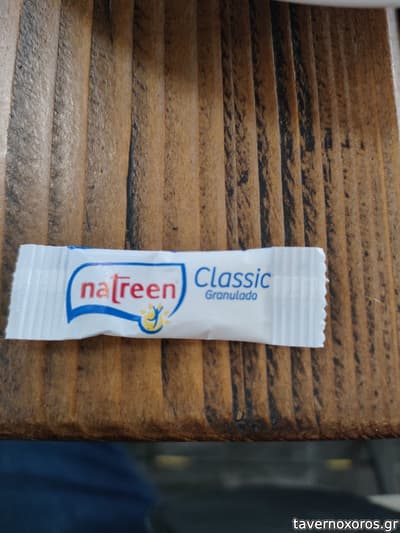 natreen
Classic
Granulado
tavernoxoros.gr